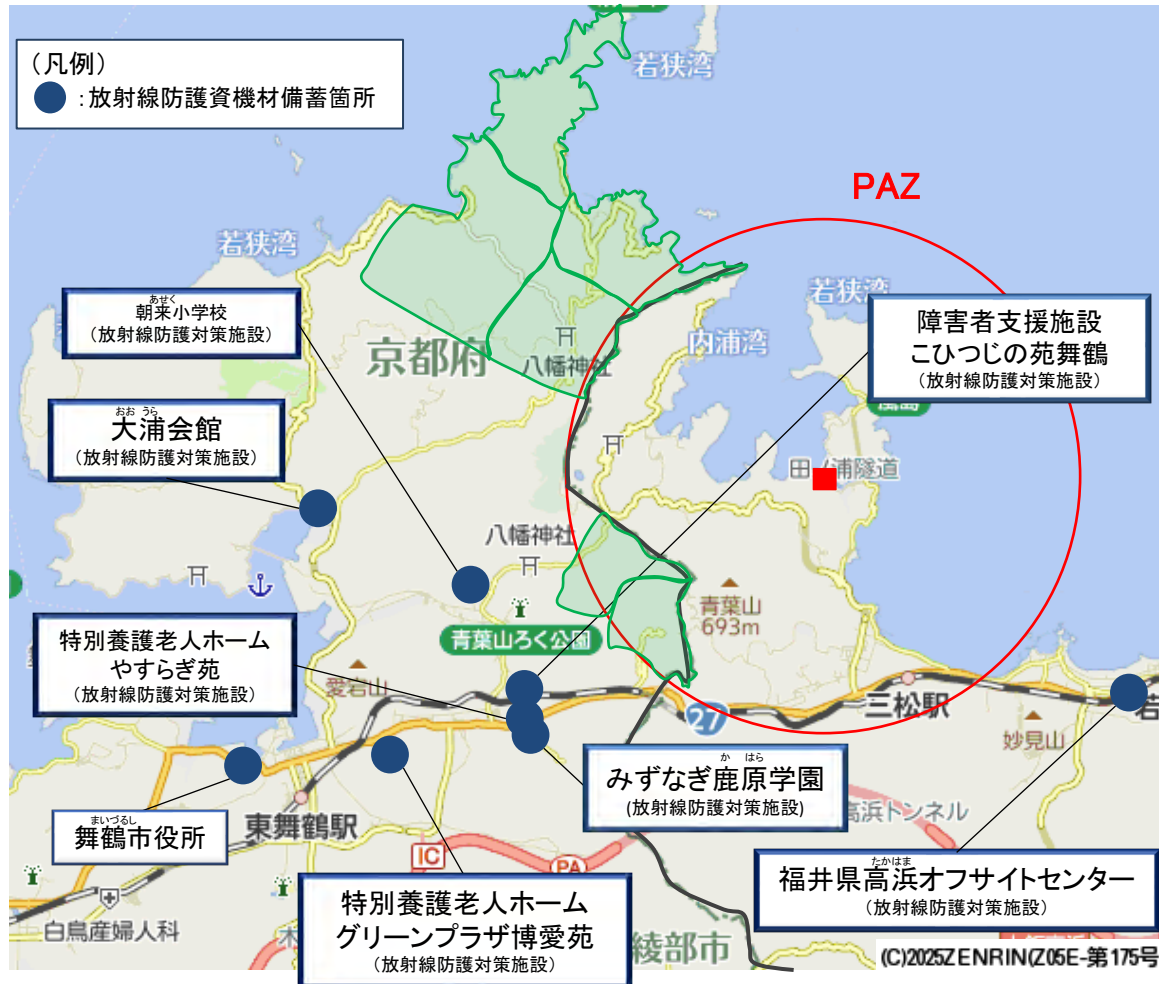 若狭湾
(凡例)
:放射線防護資機材備蓄箇所
PAZ
若狭湾
若狭湾
あせく
朝来小学校
(放射線防護対策施設)
障害者支援施設
こひつじの苑舞鶴
(放射線防護対策施設)
内浦湾
京都府
八幡神社
おお うら
大浦会館
(放射線防護対策施設)
田ノ浦隧道
八幡神社
青葉山
693m
青葉山ろく公園
特別養護老人ホーム
やすらぎ苑
(放射線防護対策施設)
愛宕山
27
三松駅
若
妙見山
か はら
みずなぎ鹿原学園
(放射線防護対策施設)
まいづるし
舞鶴市役所
東舞鶴駅
高浜トンネル
IC
PA
たかはま
福井県高浜オフサイトセンター
(放射線防護対策施設)
特別養護老人ホーム
グリーンプラザ博愛苑
(放射線防護対策施設)
白鳥産婦人科
綾部市
(C)2025ZENRIN(Z05E-第175号